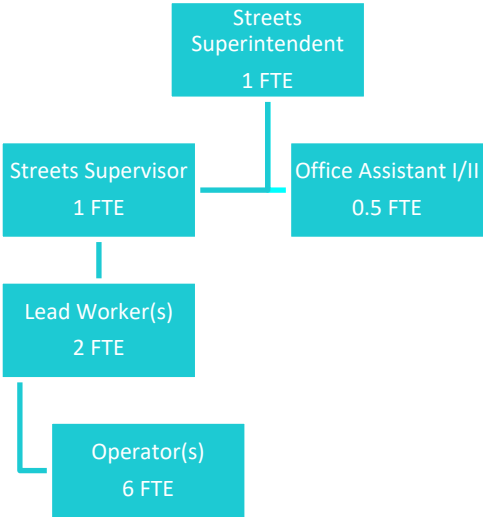 Streets
Superintendent
1 FTE
Streets Supervisor
1 FTE
Office Assistant I/II
0.5 FTE
Lead Worker(s)
2 FTE
Operator(s)
6 FTE